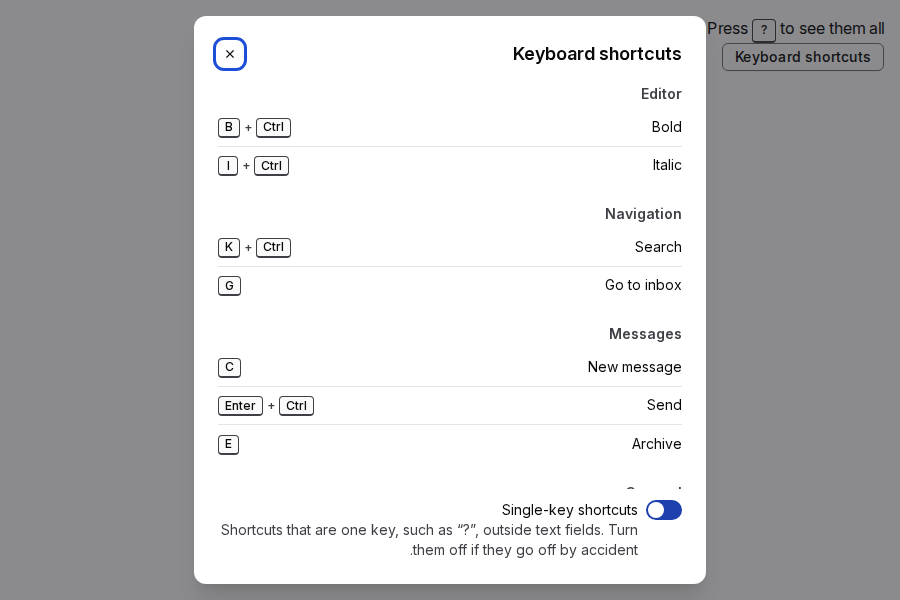 Press ? to see them all
Keyboard shortcuts
Keyboard shortcuts
Editor
Bold B + Ctrl
Italic I + Ctrl
Navigation
Search K + Ctrl
Go to inbox G
Messages
New message C
Send Enter + Ctrl
Archive E
Single-key shortcuts
Shortcuts that are one key, such as “?”, outside text fields. Turn
.them off if they go off by accident